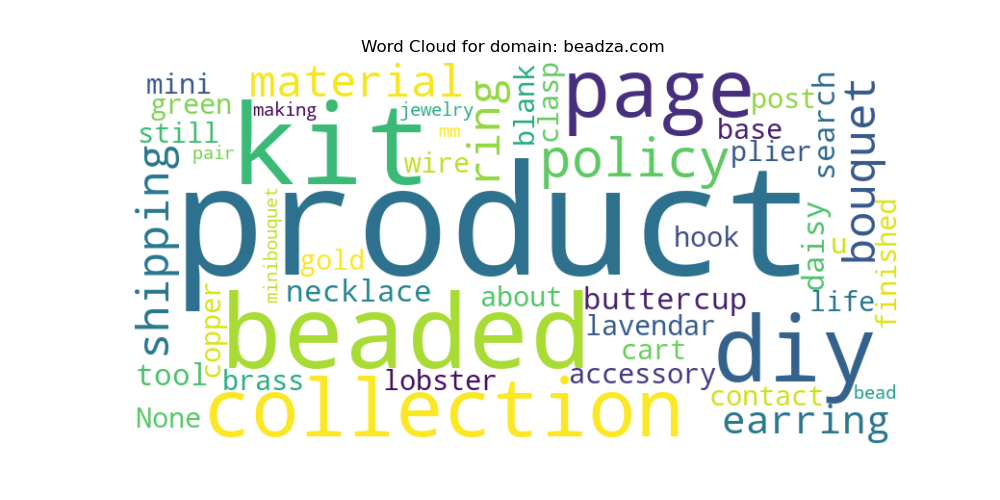 Word Cloud for domain: beadza.com
mini
material
ring
blank
clasp
page
post
search
bouquet
green
making
jewelry
still
kit
mm
base
pair
wire
policy
plier
shipping
product
hook
daisy
u
finished
minibouquet
gold
copper
necklace
about
buttercup
life
beaded
lavendar
diy
cart
tool
brass
lobster
accessory
contact
bead
None
collection
earring